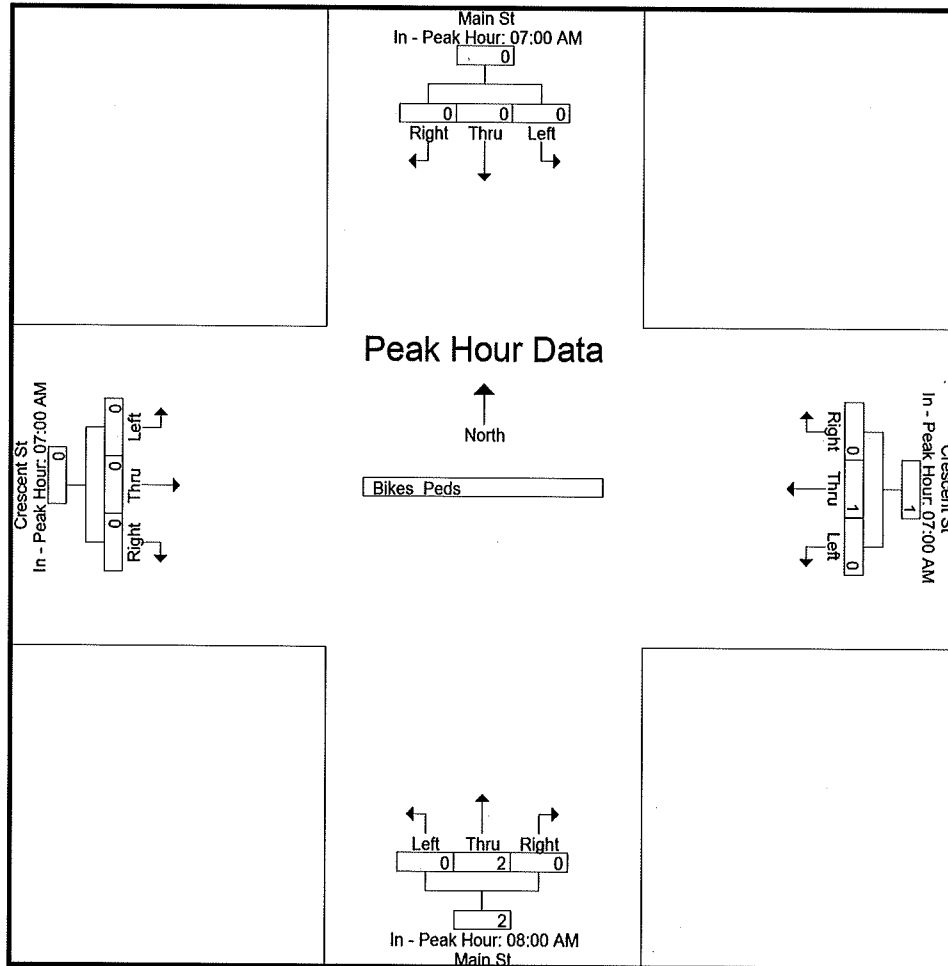 Main St
In - Peak Hour: 07:00 AM
0
0 0 0
Right Thru Left
Peak Hour Data
North
Bikes Peds
Crescent St
In - Peak Hour: 07:00 AM
0
0 0 0
Left Thru Right
Crescent St
In - Peak Hour: 07:00 AM
1
0 1 0
Right Thru Left
Left Thru Right
0 2 0
2
In - Peak Hour: 08:00 AM
Main St